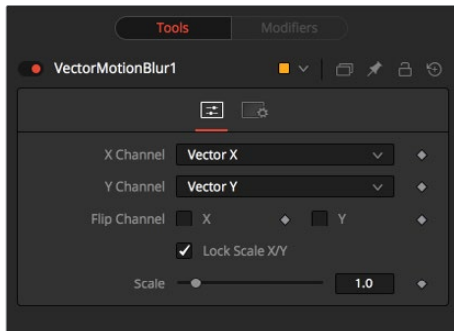 Tools Modifiers
VectorMotionBlur1
X Channel Vector X
Y Channel Vector Y
Flip Channel X Y
Lock Scale X/Y
Scale 1.0